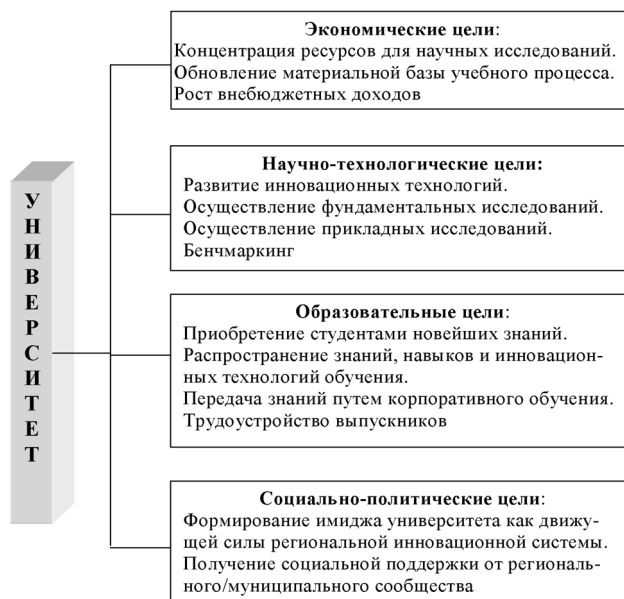 УНИВЕРСИТЕТ
Экономические цели:
Концентрация ресурсов для научных исследований.
Обновление материальной базы учебного процесса.
Рост внебюджетных доходов
Научно-технологические цели:
Развитие инновационных технологий.
Осуществление фундаментальных исследований.
Осуществление прикладных исследований.
Бенчмаркинг
Образовательные цели:
Приобретение студентами новейших знаний.
Распространение знаний, навыков и инновацион-
ных технологий обучения.
Передача знаний путем корпоративного обучения.
Трудоустройство выпускников
Социально-политические цели:
Формирование имиджа университета как движу-
щей силы региональной инновационной системы.
Получение социальной поддержки от регионально-
ного/муниципального сообщества